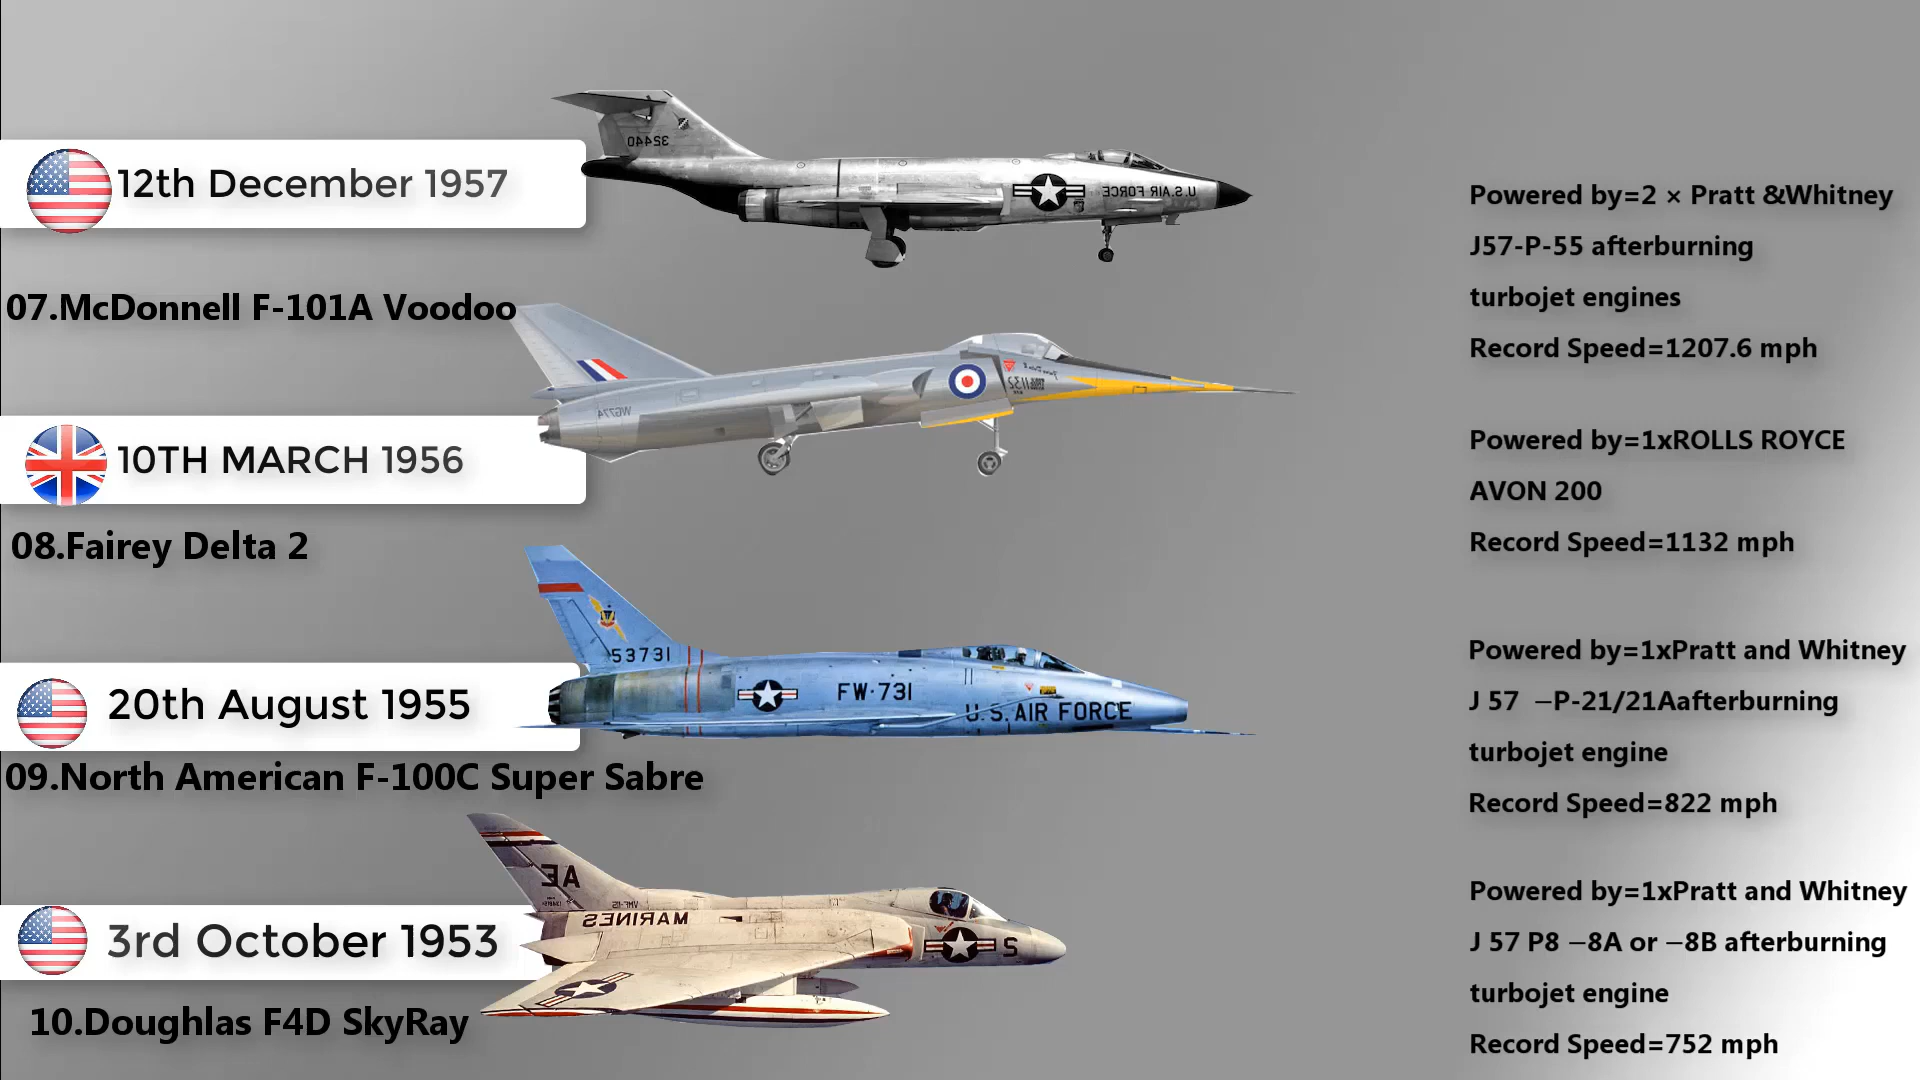 12th December 1957
32440
U.S. AIR FORCE
07.McDonnell F-101A Voodoo
Powered by=2 × Pratt &Whitney
J57-P-55 afterburning
turbojet engines
Record Speed=1207.6 mph
10TH MARCH 1956
WG774
1132
08.Fairey Delta 2
Powered by=1xROLLS ROYCE
AVON 200
Record Speed=1132 mph
53731
20th August 1955
FW-731
U.S. AIR FORCE
09.North American F-100C Super Sabre
Powered by=1xPratt and Whitney
J 57 –P-21/21Aafterburning
turbojet engine
Record Speed=822 mph
AE
VMF-115
MARINES
S
3rd October 1953
10.Doughlas F4D SkyRay
Powered by=1xPratt and Whitney
J 57 P8 –8A or –8B afterburning
turbojet engine
Record Speed=752 mph